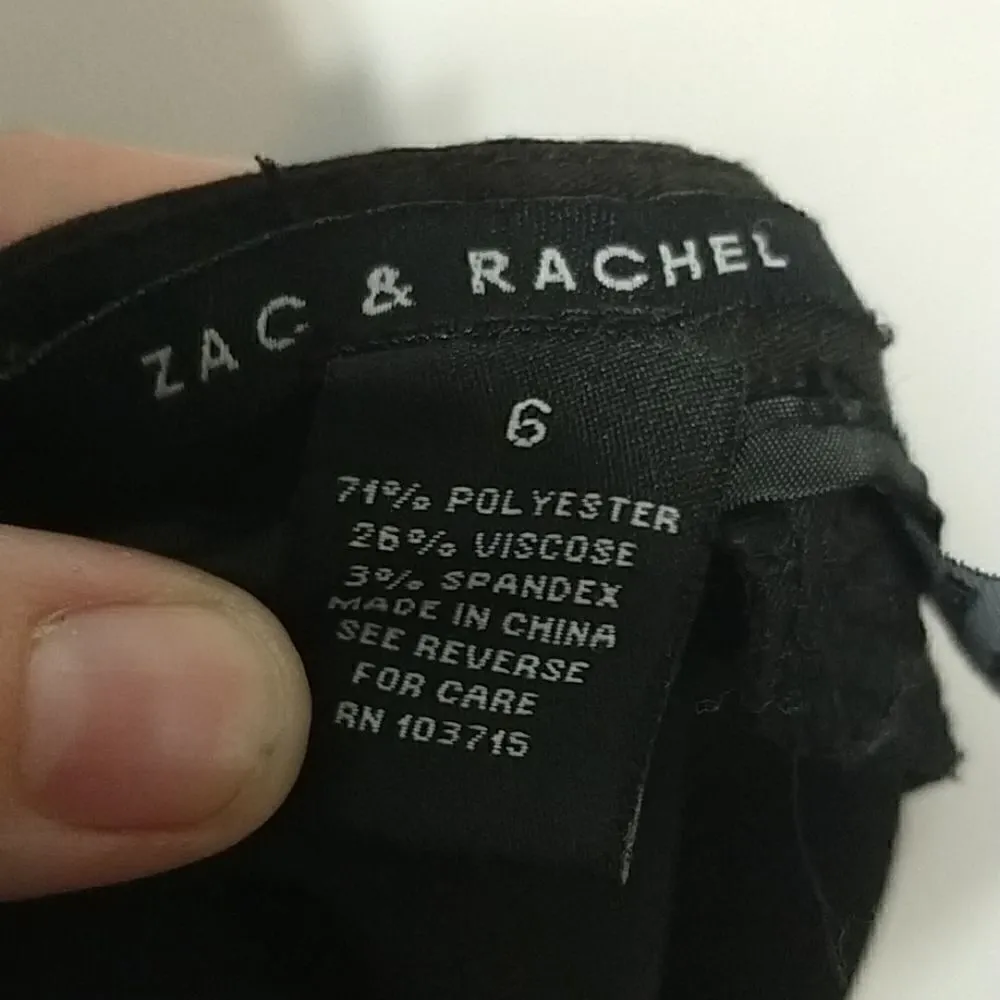 ZAC & RACHEL
6
71% POLYESTER
26% VISCOSE
3% SPANDEX
MADE IN CHINA
SEE REVERSE
FOR CARE
RN 103715